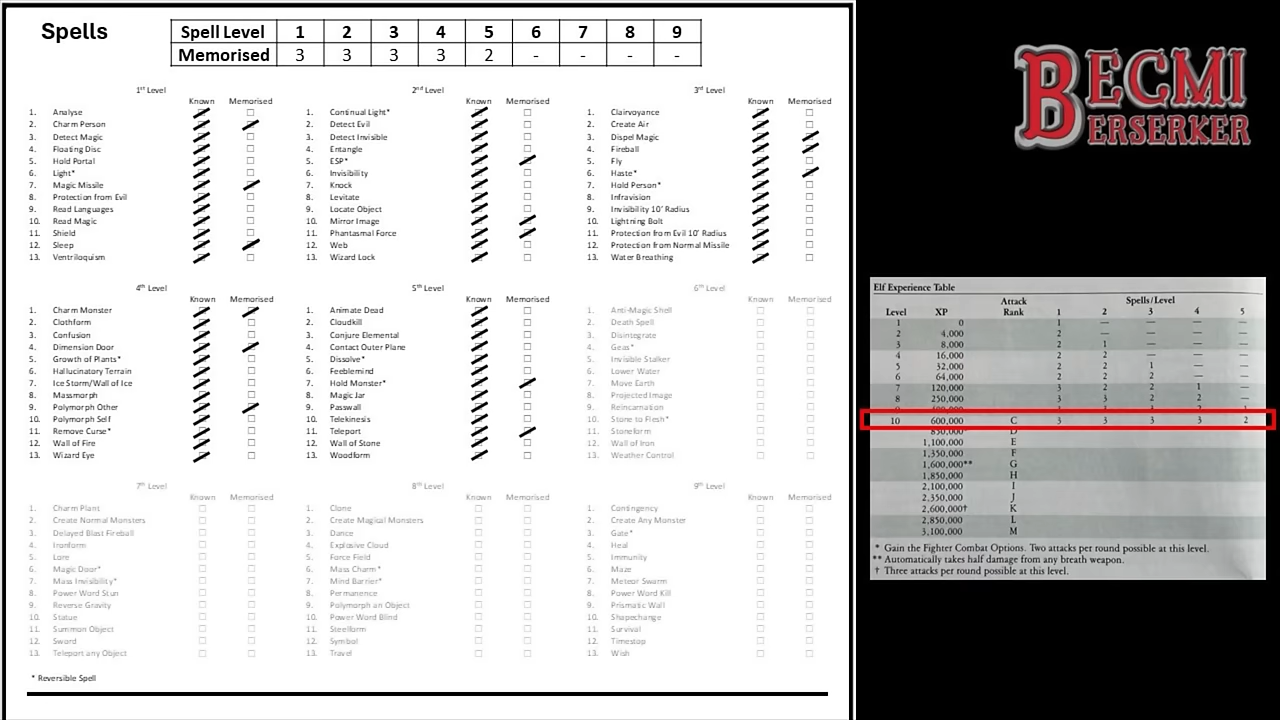 Spells
Spell Level 1 2 3 4 5 6 7 8 9
Memorised 3 3 3 3 2 - - - -
1st Level
Known Memorised
1. Analyse
2. Charm Person
3. Detect Magic
4. Floating Disc
5. Hold Portal
6. Light*
7. Magic Missile
8. Protection from Evil
9. Read Languages
10. Read Magic
11. Shield
12. Sleep
13. Ventriloquism
2nd Level
Known Memorised
1. Continual Light*
2. Detect Evil
3. Detect Invisible
4. Entangle
5. ESP*
6. Invisibility
7. Knock
8. Levitate
9. Locate Object
10. Mirror Image
11. Phantasmal Force
12. Web
13. Wizard Lock
3rd Level
Known Memorised
1. Clairvoyance
2. Create Air
3. Dispel Magic
4. Fireball
5. Fly
6. Haste*
7. Hold Person*
8. Infravision
9. Invisibility 10' Radius
10. Lightning Bolt
11. Protection from Evil 10' Radius
12. Protection from Normal Missile
13. Water Breathing
4th Level
Known Memorised
1. Charm Monster
2. Clothform
3. Confusion
4. Dimension Door
5. Growth of Plants*
6. Hallucinatory Terrain
7. Ice Storm/Wall of Ice
8. Massmorph
9. Polymorph Other
10. Polymorph Self
11. Remove Curse*
12. Wall of Fire
13. Wizard Eye
5th Level
Known Memorised
1. Animate Dead
2. Cloudkill
3. Conjure Elemental
4. Contact Outer Plane
5. Dissolve*
6. Feeblemind
7. Hold Monster*
8. Magic Jar
9. Passwall
10. Telekinesis
11. Teleport
12. Wall of Stone
13. Woodform
6th Level
Known Memorised
1. Anti-Magic Shell
2. Death Spell
3. Disintegrate
4. Geas*
5. Invisible Stalker
6. Lower Water
7. Move Earth
8. Projected Image
9. Reincarnation
10. Stone to Flesh*
11. Stoneform
12. Wall of Iron
13. Weather Control
7th Level
Known Memorised
1. Charm Plant
2. Create Normal Monsters
3. Delayed Blast Fireball
4. Ironform
5. Lore
6. Magic Door*
7. Mass Invisibility*
8. Power Word Stun
9. Reverse Gravity
10. Statue
11. Summon Object
12. Sword
13. Teleport any Object
8th Level
Known Memorised
1. Clone
2. Create Magical Monsters
3. Dance
4. Explosive Cloud
5. Force Field
6. Mass Charm*
7. Mind Barrier*
8. Permanence
9. Polymorph an Object
10. Power Word Blind
11. Steelform
12. Symbol
13. Travel
9th Level
Known Memorised
1. Contingency
2. Create Any Monster
3. Gate*
4. Heal
5. Immunity
6. Maze
7. Meteor Swarm
8. Power Word Kill
9. Prismatic Wall
10. Shapechange
11. Survival
12. Timestop
13. Wish
* Reversible Spell
BECMI
BERSERKER
Elf Experience Table
Attack Spells/Level
Level XP Rank 1 2 3 4 5
1 0 1 — — — —
2 4,000 2 — — — —
3 8,000 2 1 — — —
4 16,000 2 2 — — —
5 32,000 2 2 1 — —
6 64,000 2 2 2 — —
7 120,000 3 2 2 1 —
8 250,000 3 3 2 2 —
10 600,000 C 3 3 3 3 2
850,000* D
1,100,000 E
1,350,000 F
1,600,000** G
1,850,000 H
2,100,000 I
2,350,000 J
2,600,000† K
2,850,000 L
3,100,000 M
* Gain the Fighter Combat Options. Two attacks per round possible at this level.
** Automatically takes half damage from any breath weapon.
† Three attacks per round possible at this level.